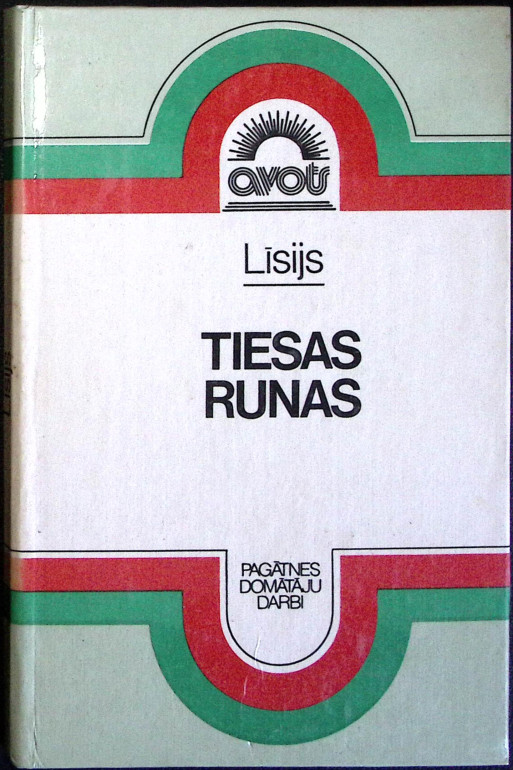 avots
Līsijs
TIESAS
RUNAS
PAGĀTNES
DOMĀTĀJU
DARBI
Līsijs